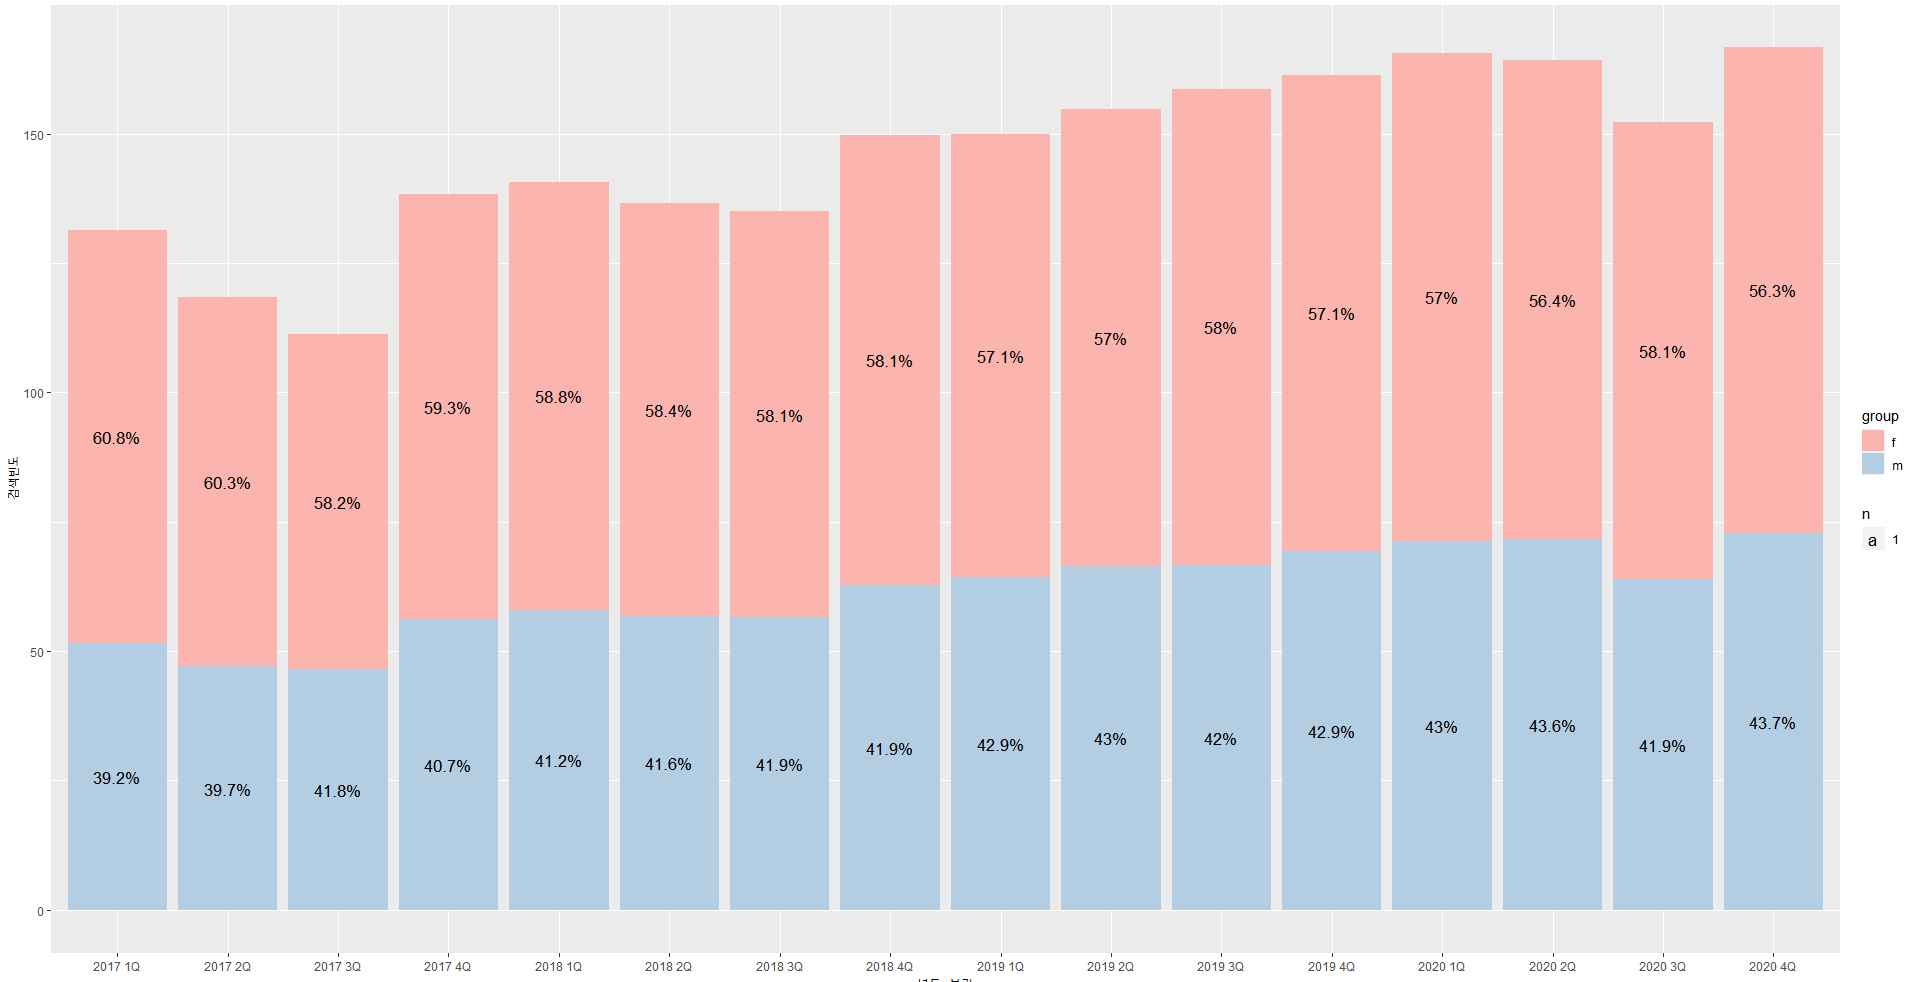 150
100
50
0
검색빈도
60.8%
60.3%
58.2%
59.3%
58.8%
58.4%
58.1%
58.1%
57.1%
57%
58%
57.1%
57%
56.4%
58.1%
56.3%
39.2%
39.7%
41.8%
40.7%
41.2%
41.6%
41.9%
41.9%
42.9%
43%
42%
42.9%
43%
43.6%
41.9%
43.7%
2017 1Q
2017 2Q
2017 3Q
2017 4Q
2018 1Q
2018 2Q
2018 3Q
2018 4Q
2019 1Q
2019 2Q
2019 3Q
2019 4Q
2020 1Q
2020 2Q
2020 3Q
2020 4Q
group
f
m
n
a 1